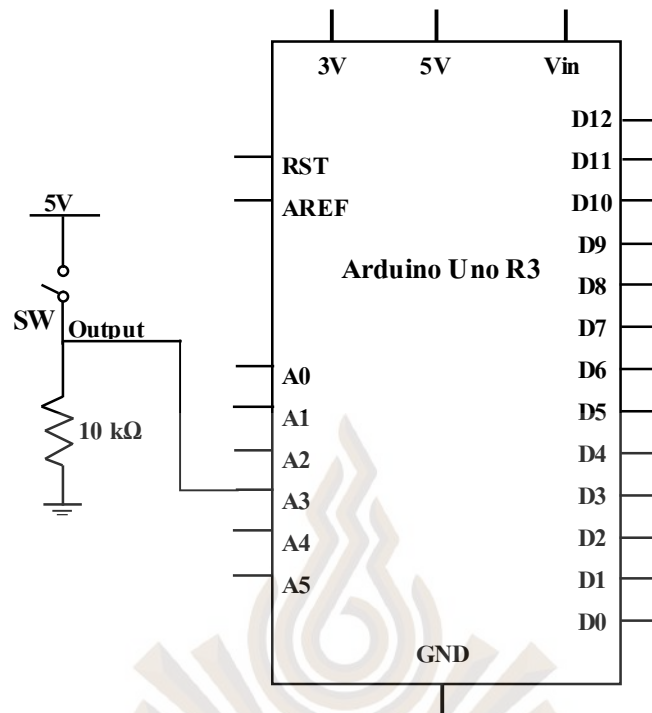 3V 5V Vin
D12
RST
D11
AREF
D10
5V
D9
Arduino Uno R3
D8
SW
Output
D7
A0
D6
A1
D5
10 kΩ
A2
D4
A3
D3
A4
D2
A5
D1
D0
GND